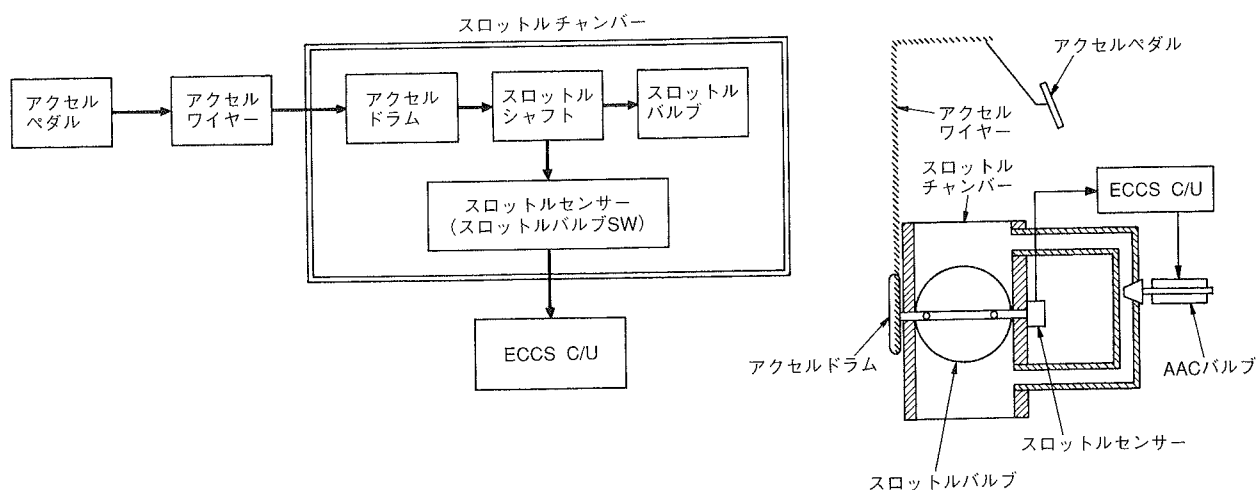 スロットルチャンバー
アクセル
ペダル
アクセル
ワイヤー
アクセル
ドラム
スロットル
シャフト
スロットル
バルブ
スロットルセンサー
(スロットルバルブSW)
ECCS C/U
アクセルペダル
アクセル
ワイヤー
スロットル
チャンバー
ECCS C/U
アクセルドラム
AACバルブ
スロットルセンサー
スロットルバルブ